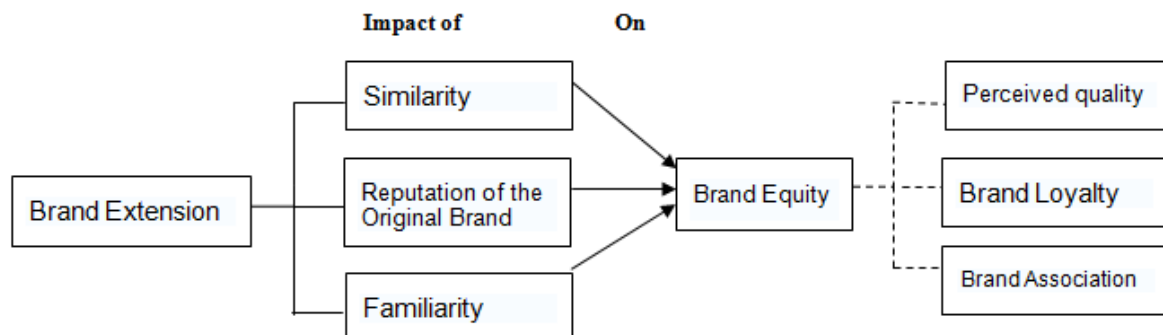 Impact of
On
Similarity
Perceived quality
Brand Extension
Reputation of the
Original Brand
Brand Equity
Brand Loyalty
Familiarity
Brand Association